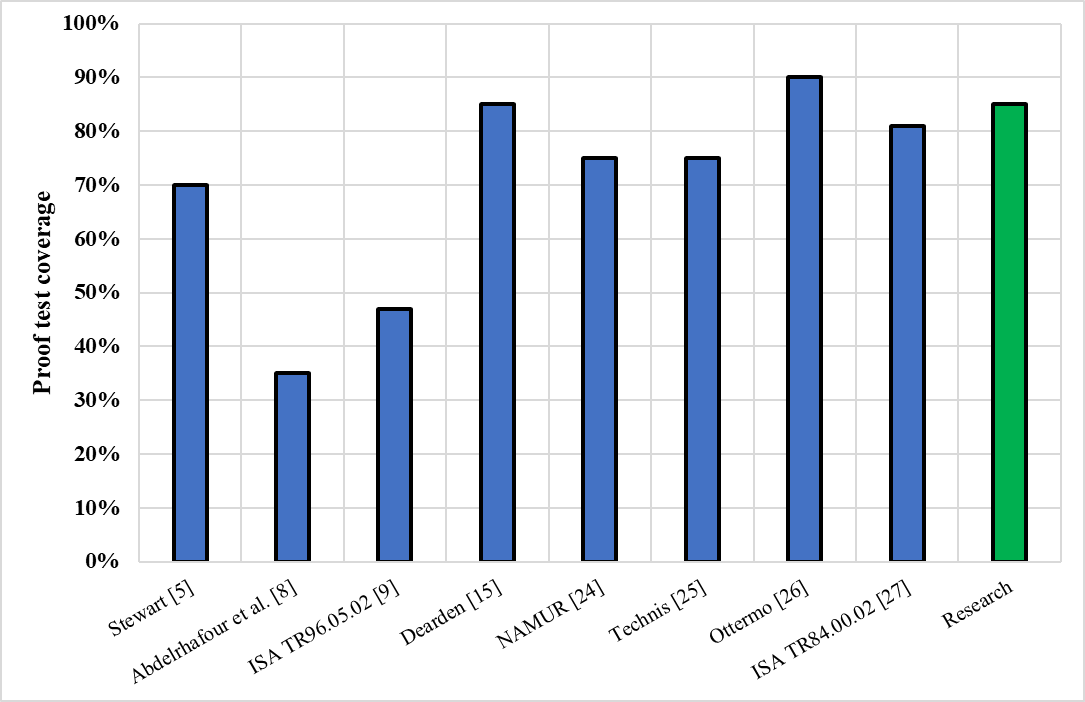 100%
90%
80%
70%
60%
50%
40%
30%
20%
10%
0%
Proof test coverage
Stewart [5]
Abdelrhafour et al. [8]
ISA TR96.05.02 [9]
Dearden [15]
NAMUR [24]
Technis [25]
Ottermo [26]
ISA TR84.00.02 [27]
Research